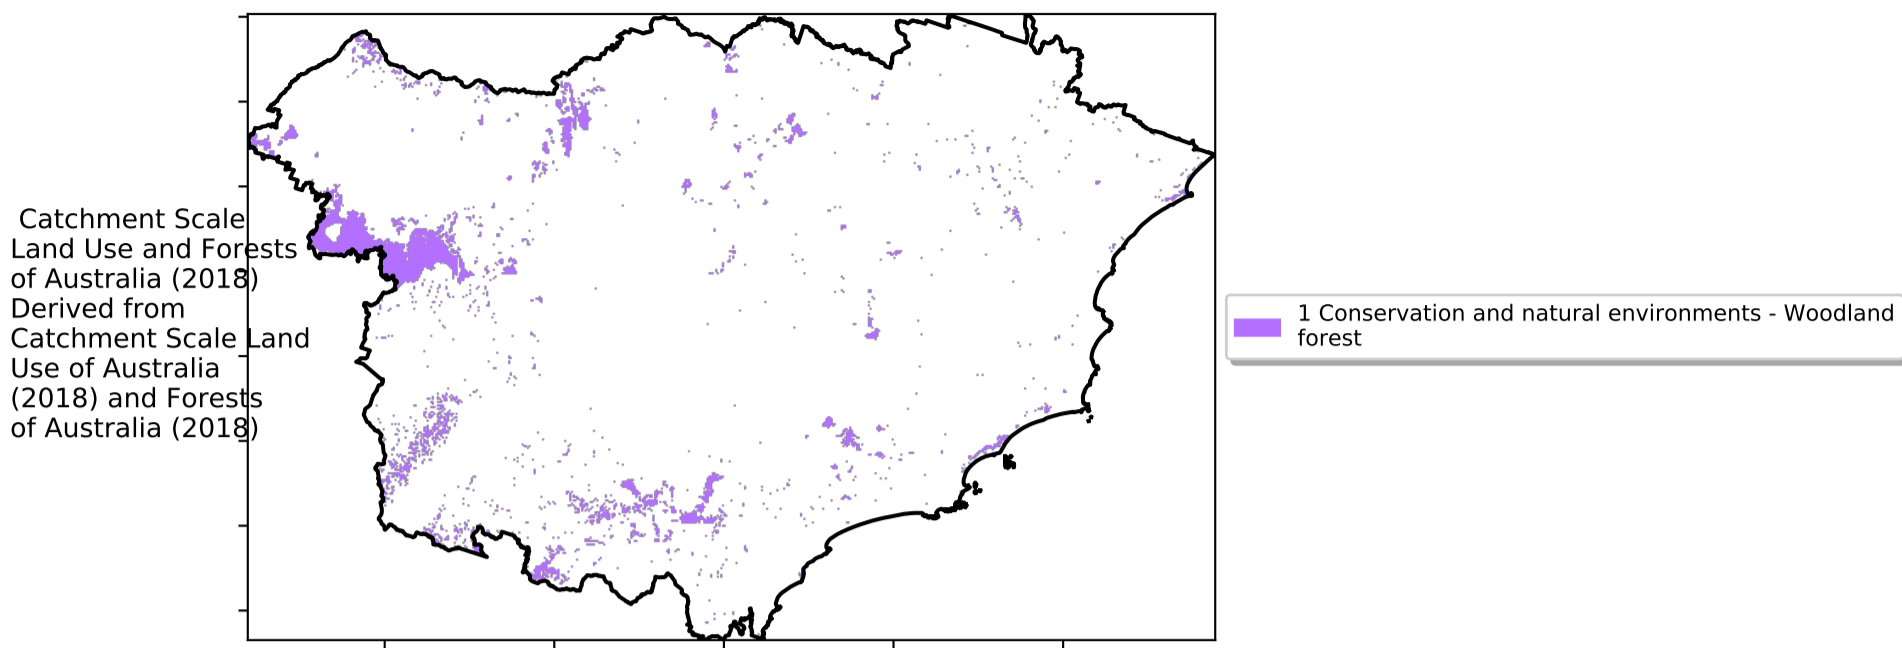 Catchment Scale
Land Use and Forests
of Australia (2018)
Derived from
Catchment Scale Land
Use of Australia
(2018) and Forests
of Australia (2018)
1 Conservation and natural environments - Woodland
forest